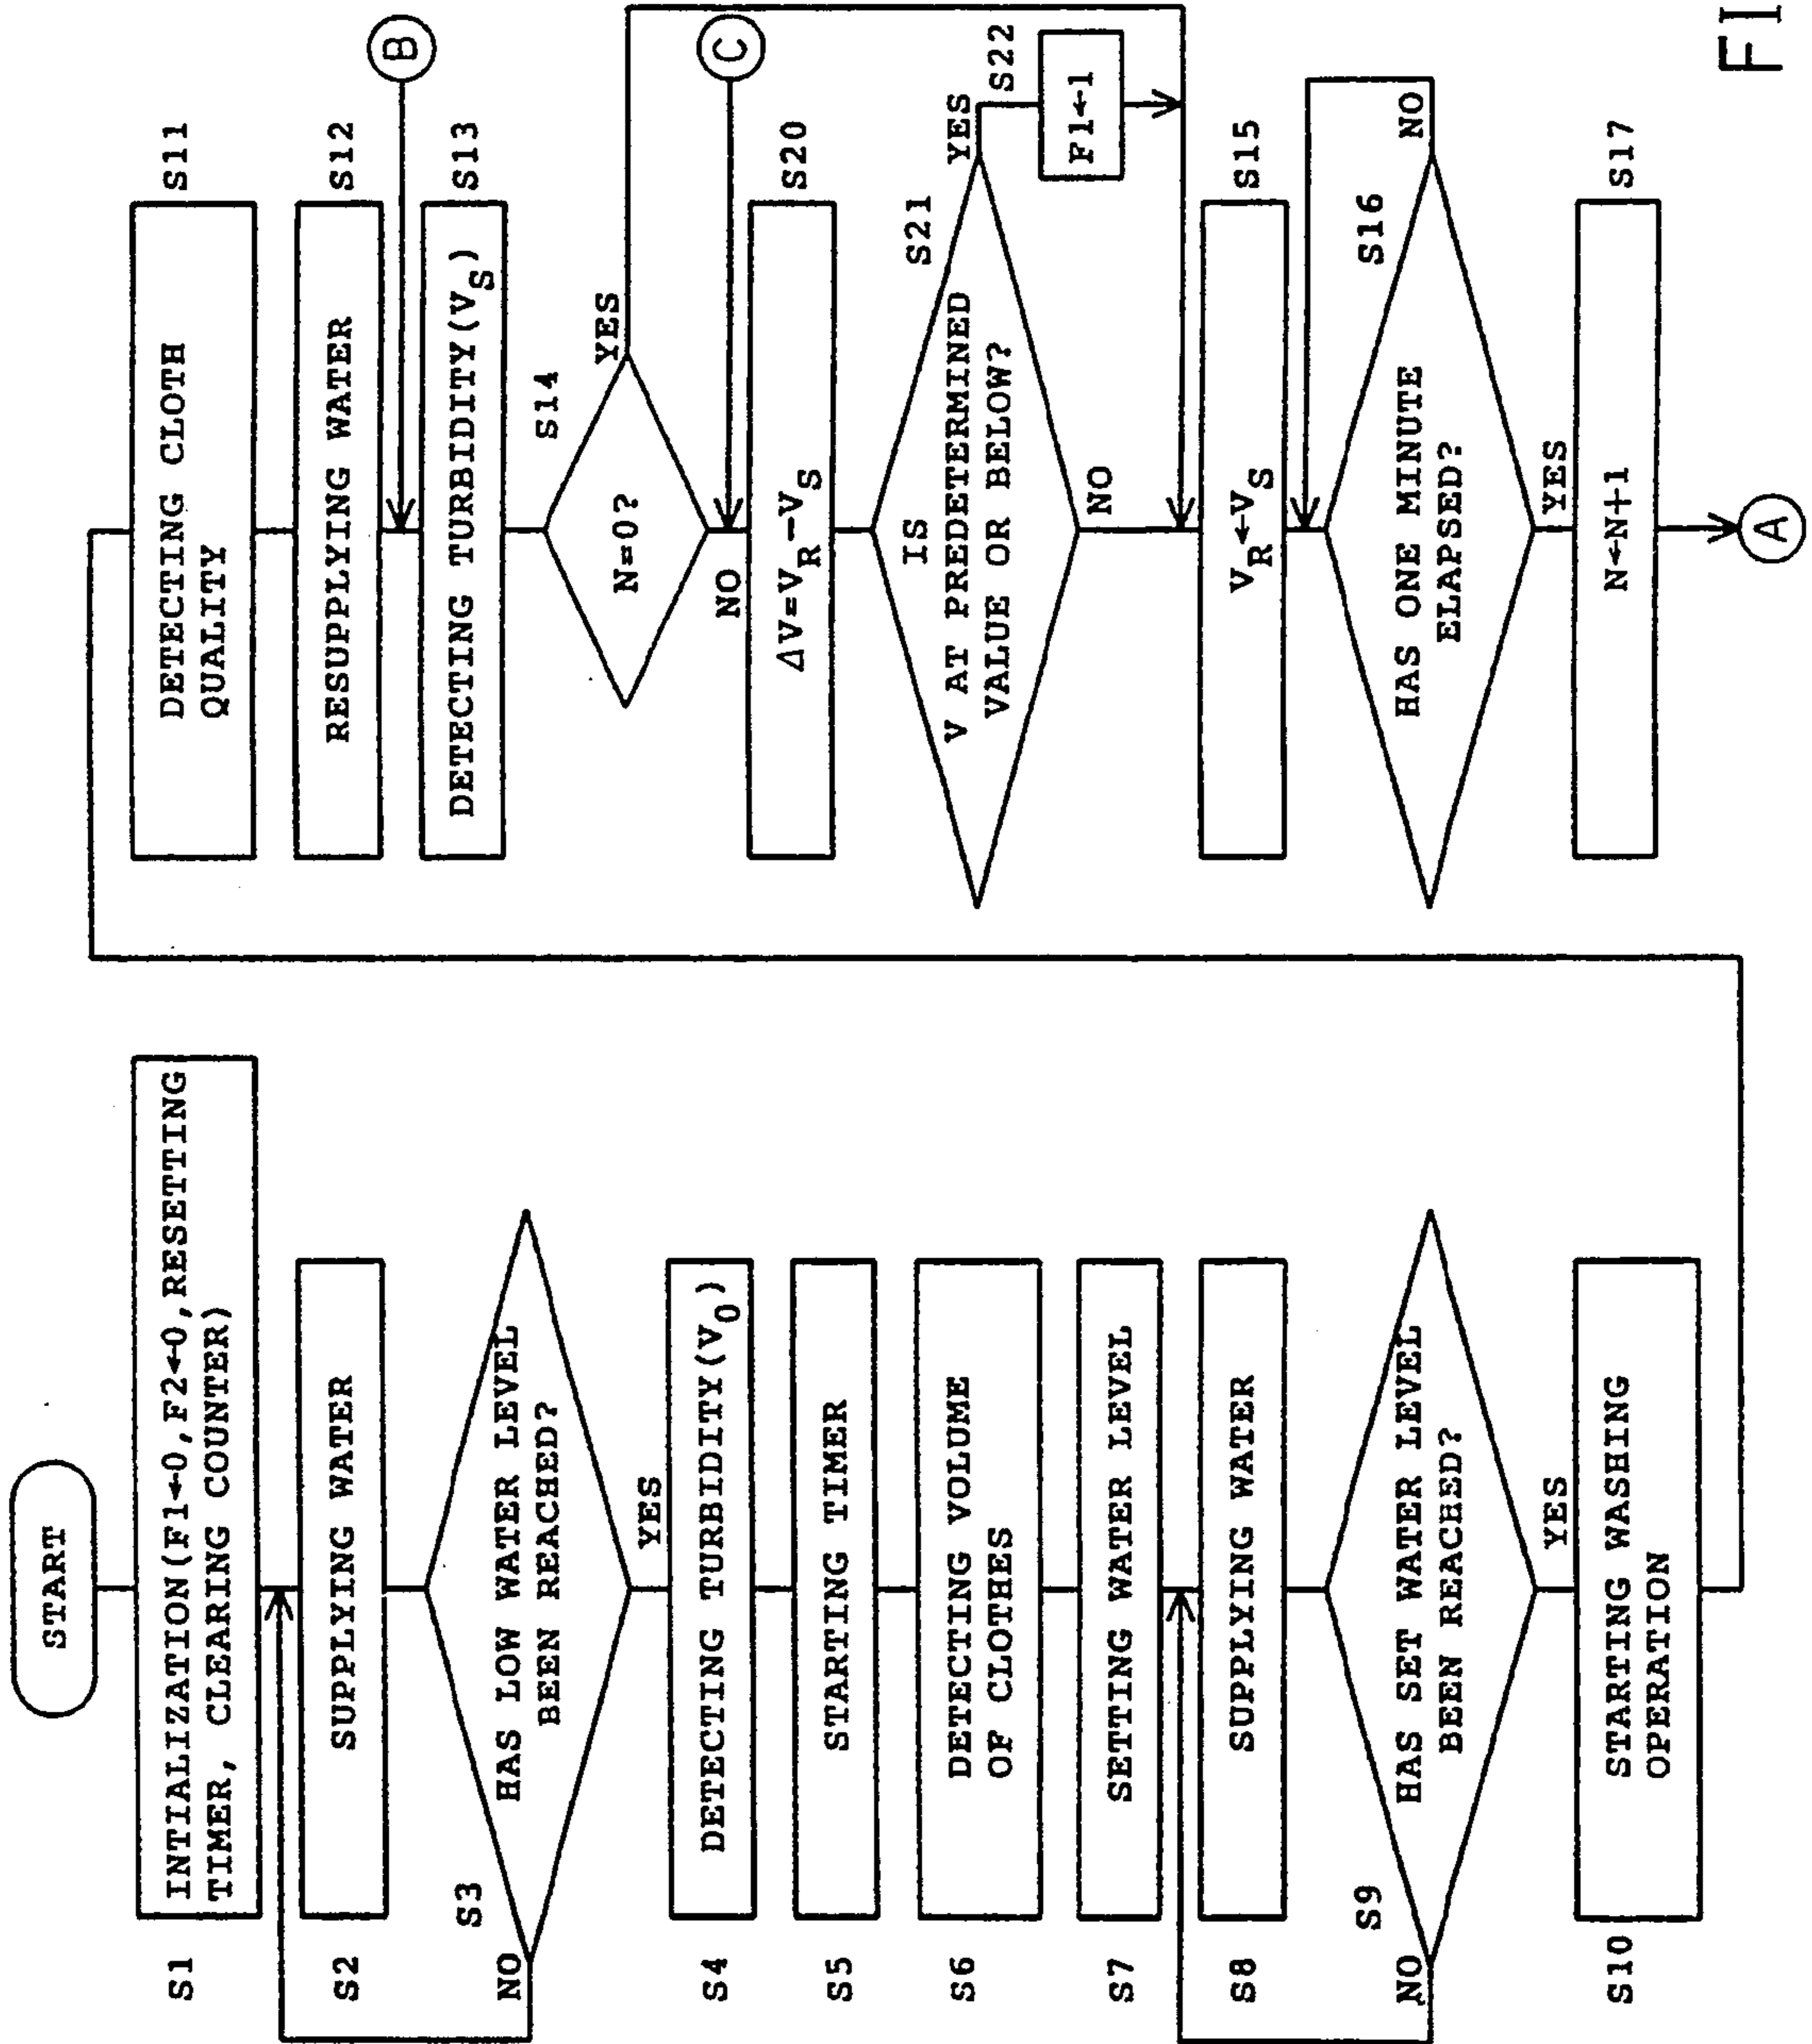 START
S1
INTIALIZATION(F1←0,F2←0,RESETTING
TIMER, CLEARING COUNTER)
S2
SUPPLYING WATER
S3
HAS LOW WATER LEVEL
BEEN REACHED?
NO
YES
S4
DETECTING TURBIDITY(V0)
S5
STARTING TIMER
S6
DETECTING VOLUME
OF CLOTHES
S7
SETTING WATER LEVEL
S8
SUPPLYING WATER
S9
HAS SET WATER LEVEL
BEEN REACHED?
NO
YES
S10
STARTING WASHING
OPERATION
DETECTING CLOTH
QUALITY
S11
RESUPPLYING WATER
S12
B
DETECTING TURBIDITY(VS)
S13
S14
N=0?
YES
NO
C
ΔV=VR−VS
S20
S21
IS
V AT PREDETERMINED
VALUE OR BELOW?
YES
S22
F1←1
NO
VR←VS
S15
S16
HAS ONE MINUTE
ELAPSED?
NO
YES
N←N+1
S17
A
FI